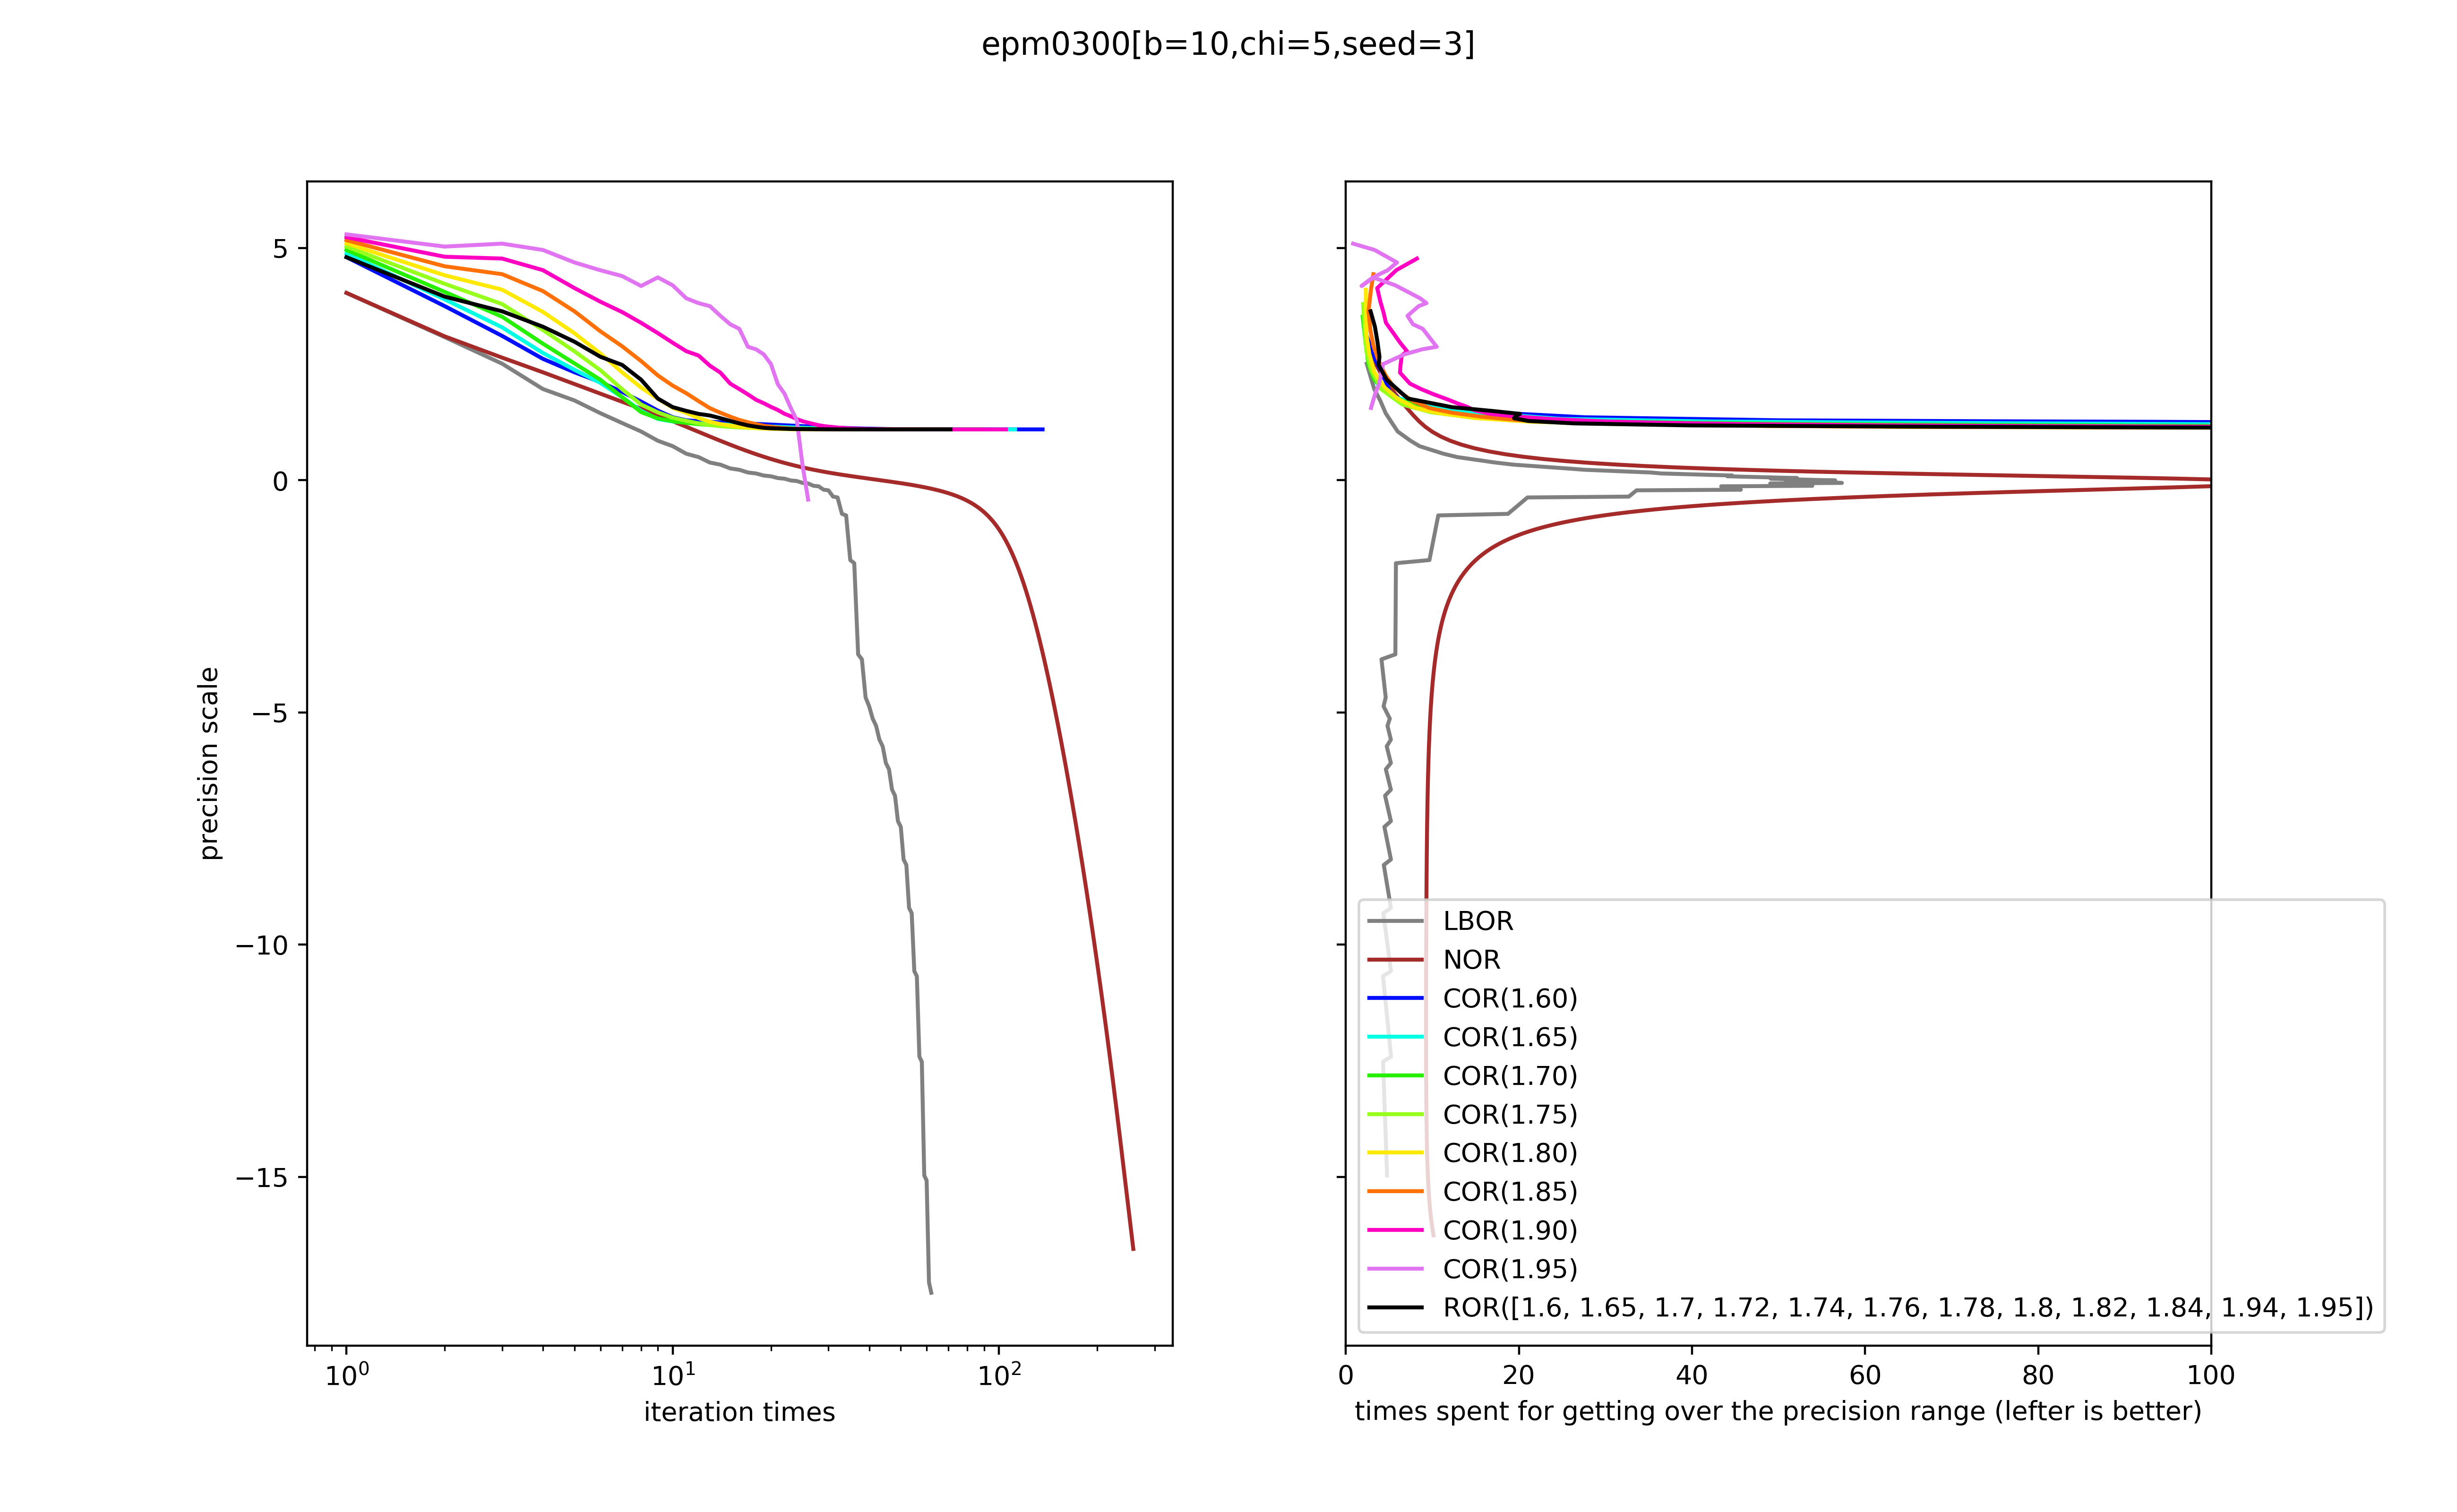 epm0300[b=10,chi=5,seed=3]
precision scale
5
0
−5
−10
−15
10⁰
10¹
10²
iteration times
LBOR
NOR
COR(1.60)
COR(1.65)
COR(1.70)
COR(1.75)
COR(1.80)
COR(1.85)
COR(1.90)
COR(1.95)
ROR([1.6, 1.65, 1.7, 1.72, 1.74, 1.76, 1.78, 1.8, 1.82, 1.84, 1.94, 1.95])
0 20 40 60 80 100
times spent for getting over the precision range (lefter is better)